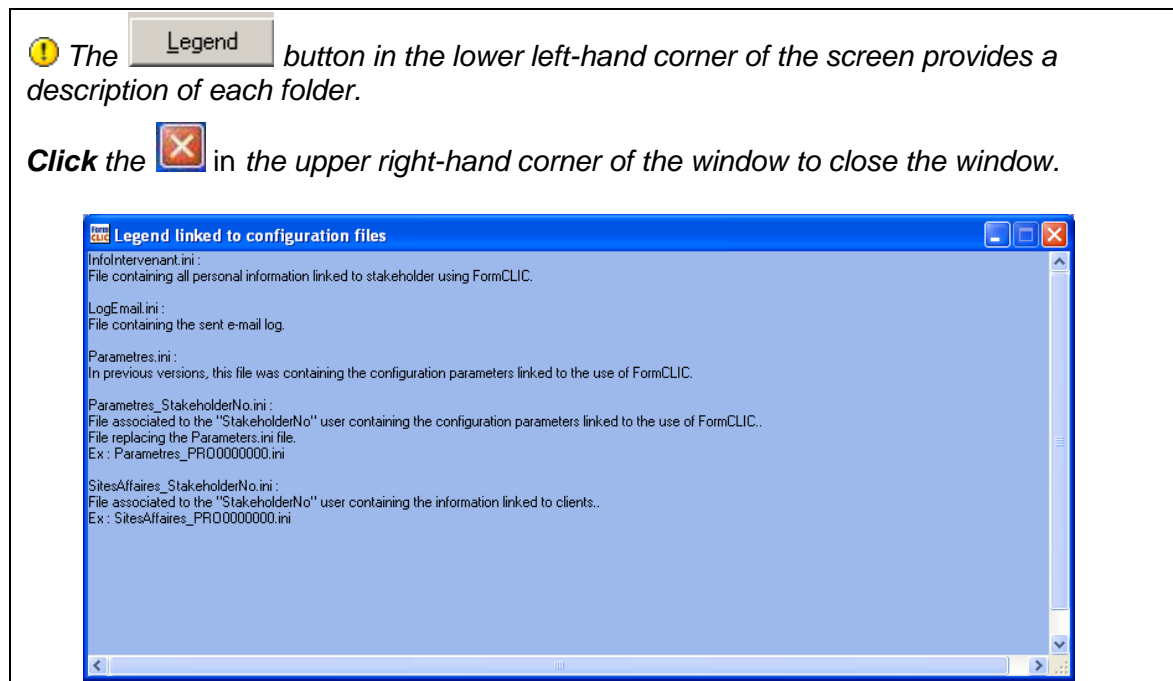 The Legend button in the lower left-hand corner of the screen provides a
description of each folder.
Click the in the upper right-hand corner of the window to close the window.
Form CLIC Legend linked to configuration files
InfoIntervenant.ini :
File containing all personal information linked to stakeholder using FormCLIC.
LogEmail.ini :
File containing the sent e-mail log.
Parametres.ini :
In previous versions, this file was containing the configuration parameters linked to the use of FormCLIC.
Parametres_StakeholderNo.ini :
File associated to the "StakeholderNo" user containing the configuration parameters linked to the use of FormCLIC..
File replacing the Parameters.ini file.
Ex : Parametres_PRO0000000.ini
SitesAffaires_StakeholderNo.ini :
File associated to the "StakeholderNo" user containing the information linked to clients..
Ex : SitesAffaires_PRO0000000.ini